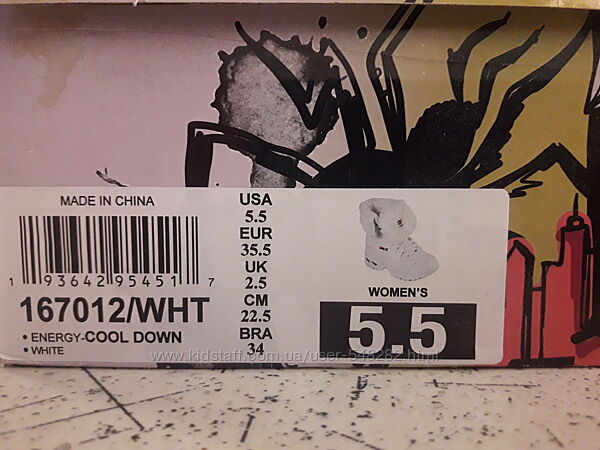 MADE IN CHINA
1 93642 95451 7
167012/WHT
• ENERGY-COOL DOWN
• WHITE
USA
5.5
EUR
35.5
UK
2.5
CM
22.5
BRA
34
WOMEN'S
5.5
www.kidstaff.com.ua/user-548282.html